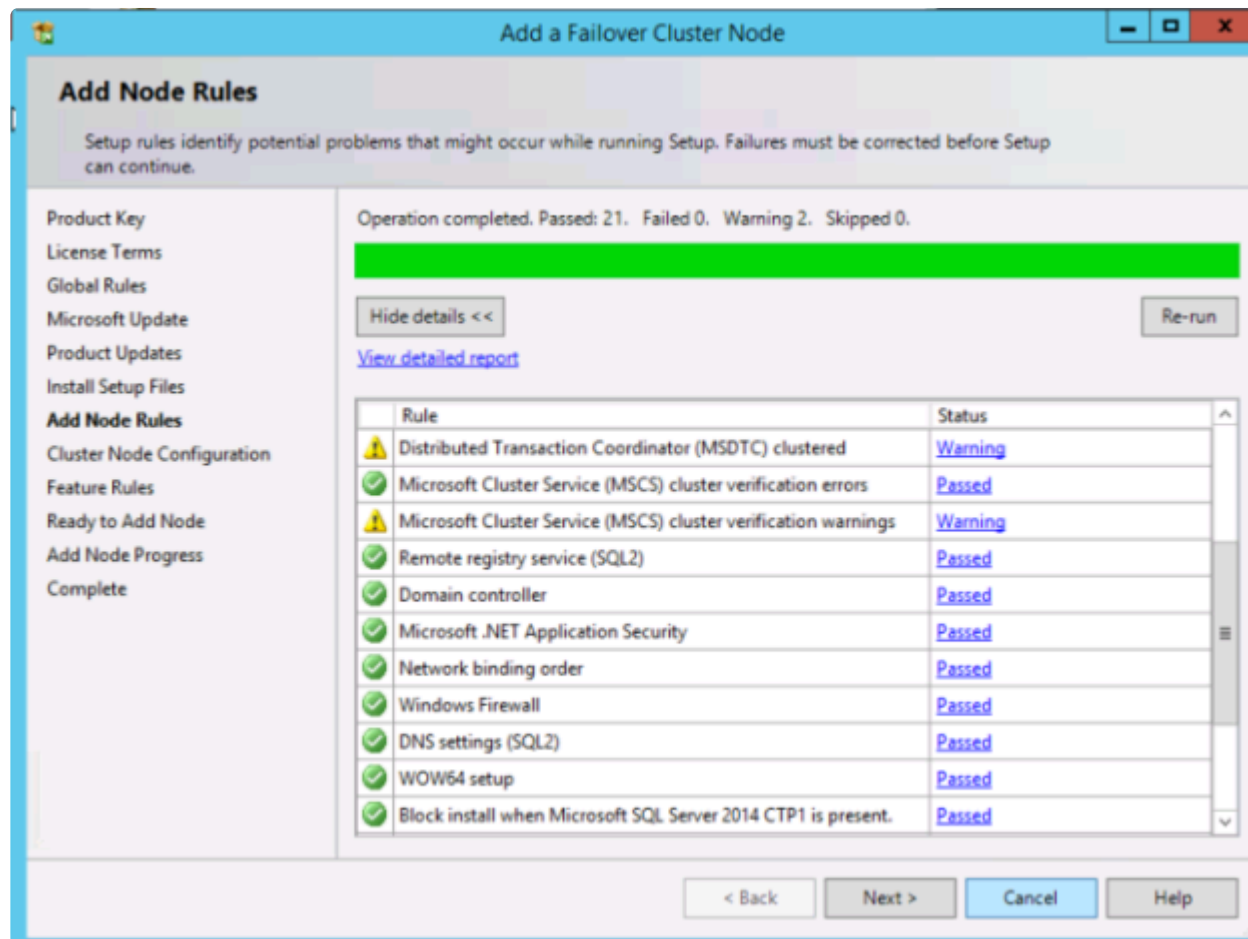 Add a Failover Cluster Node
Add Node Rules
Setup rules identify potential problems that might occur while running Setup. Failures must be corrected before Setup
can continue.
Product Key
License Terms
Global Rules
Microsoft Update
Product Updates
Install Setup Files
Add Node Rules
Cluster Node Configuration
Feature Rules
Ready to Add Node
Add Node Progress
Complete
Operation completed. Passed: 21. Failed 0. Warning 2. Skipped 0.
Hide details << Re-run
View detailed report
Rule Status
Distributed Transaction Coordinator (MSDTC) clustered Warning
Microsoft Cluster Service (MSCS) cluster verification errors Passed
Microsoft Cluster Service (MSCS) cluster verification warnings Warning
Remote registry service (SQL2) Passed
Domain controller Passed
Microsoft .NET Application Security Passed
Network binding order Passed
Windows Firewall Passed
DNS settings (SQL2) Passed
WOW64 setup Passed
Block install when Microsoft SQL Server 2014 CTP1 is present. Passed
< Back Next > Cancel Help